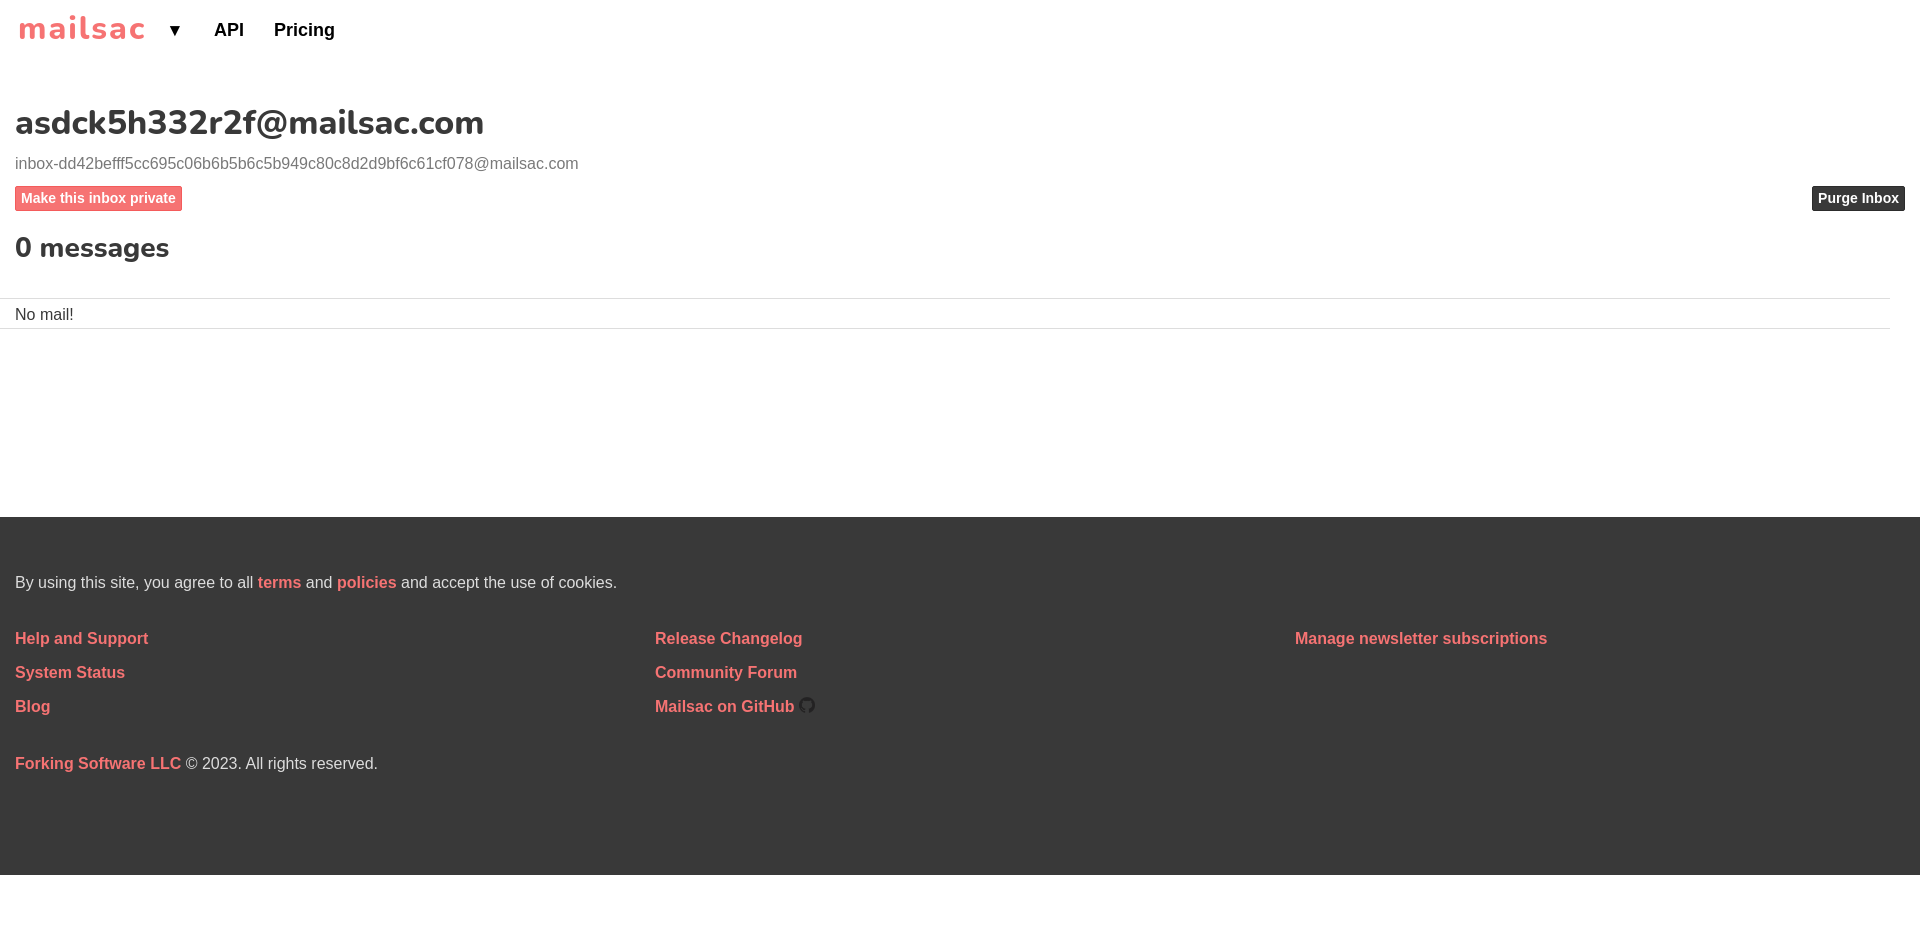 mailsac ▼ API Pricing
asdck5h332r2f@mailsac.com
inbox-dd42befff5cc695c06b6b5b6c5b949c80c8d2d9bf6c61cf078@mailsac.com
Make this inbox private Purge Inbox
0 messages
No mail!
By using this site, you agree to all terms and policies and accept the use of cookies.
Help and Support
System Status
Blog
Release Changelog
Community Forum
Mailsac on GitHub
Manage newsletter subscriptions
Forking Software LLC © 2023. All rights reserved.